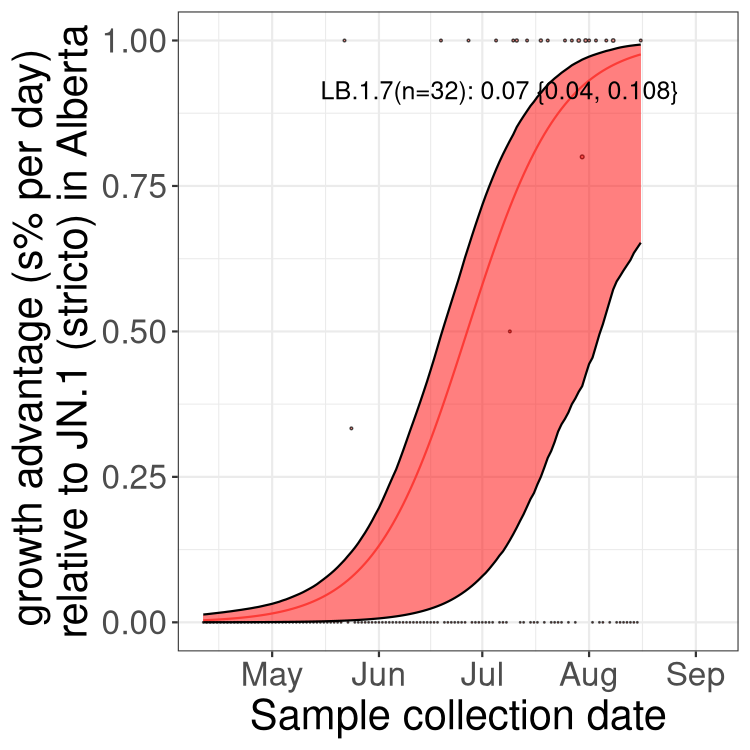 growth advantage (s% per day)
relative to JN.1 (stricto) in Alberta
1.00
0.75
0.50
0.25
0.00
LB.1.7(n=32): 0.07 {0.04, 0.108}
May Jun Jul Aug Sep
Sample collection date